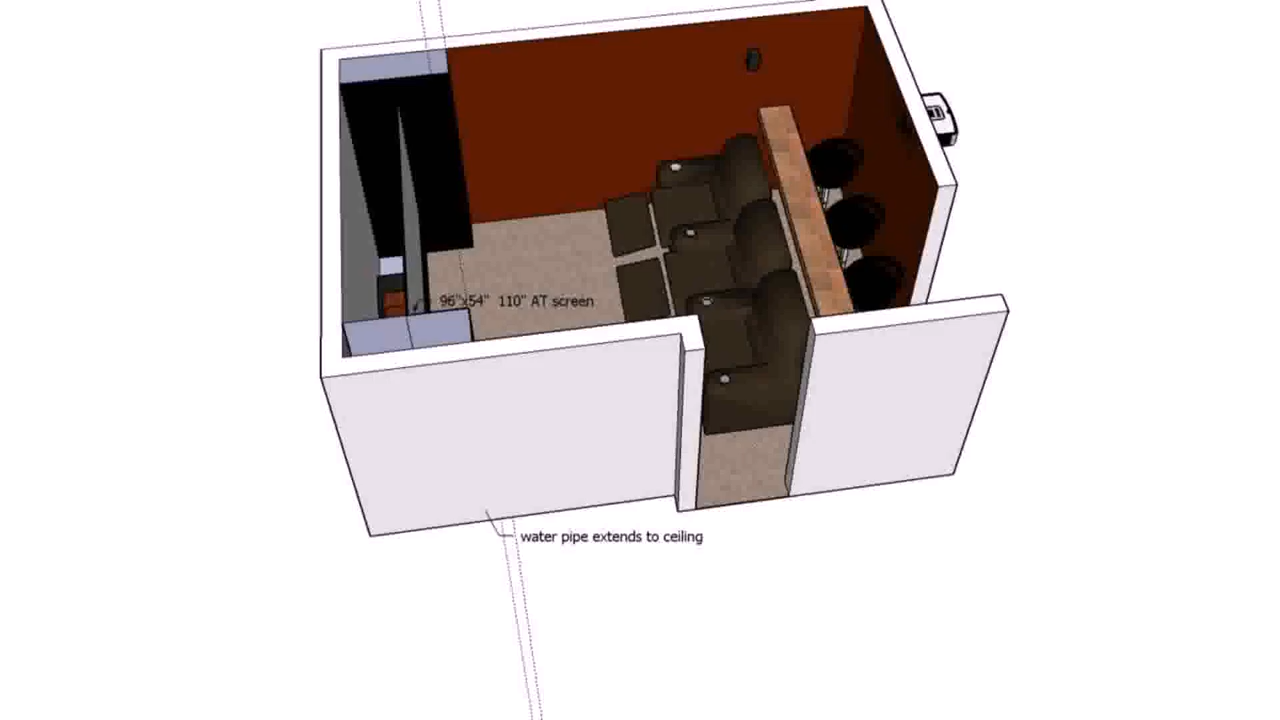 96"x54"  110" AT screen
water pipe extends to ceiling